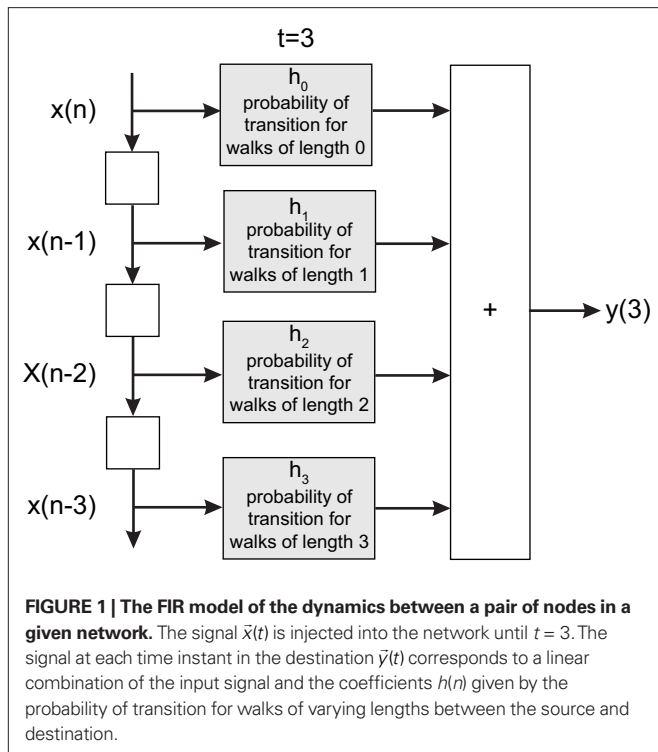 t=3
x(n)
h0
probability of
transition for
walks of length 0
x(n-1)
h1
probability of
transition for
walks of length 1
+
y(3)
X(n-2)
h2
probability of
transition for
walks of length 2
x(n-3)
h3
probability of
transition for
walks of length 3
FIGURE 1 | The FIR model of the dynamics between a pair of nodes in a
given network. The signal x⃗(t) is injected into the network until t = 3. The
signal at each time instant in the destination y⃗(t) corresponds to a linear
combination of the input signal and the coefficients h(n) given by the
probability of transition for walks of varying lengths between the source and
destination.